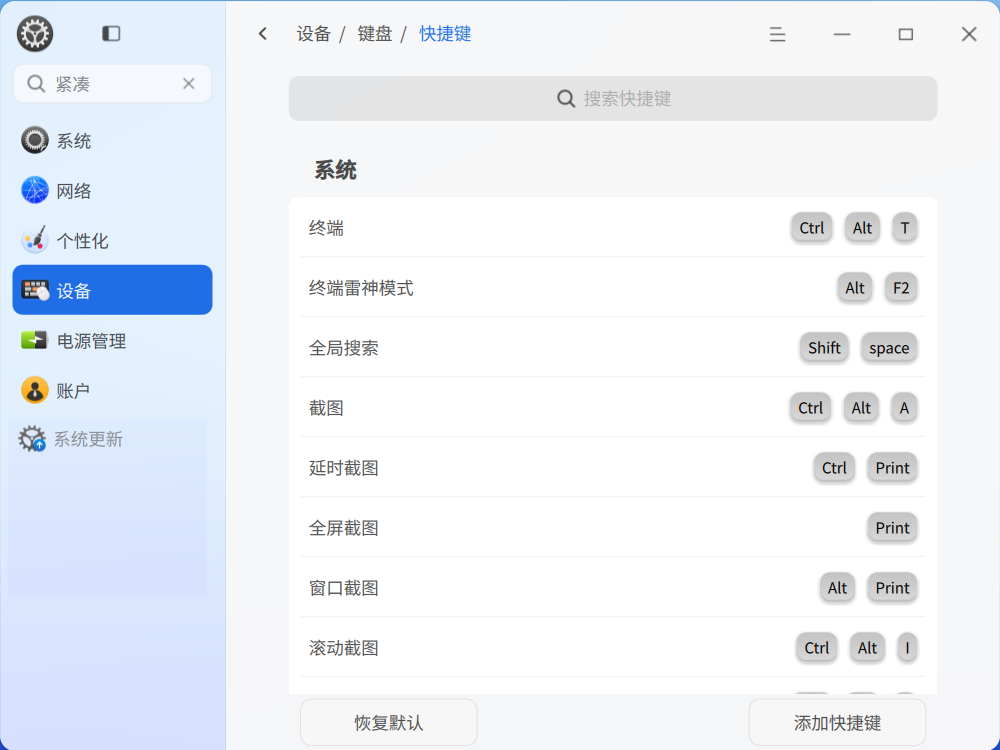 设备 / 键盘 / 快捷键
紧凑
搜索快捷键
系统
网络
个性化
设备
电源管理
账户
系统更新
系统
终端 Ctrl Alt T
终端雷神模式 Alt F2
全局搜索 Shift space
截图 Ctrl Alt A
延时截图 Ctrl Print
全屏截图 Print
窗口截图 Alt Print
滚动截图 Ctrl Alt I
恢复默认 添加快捷键